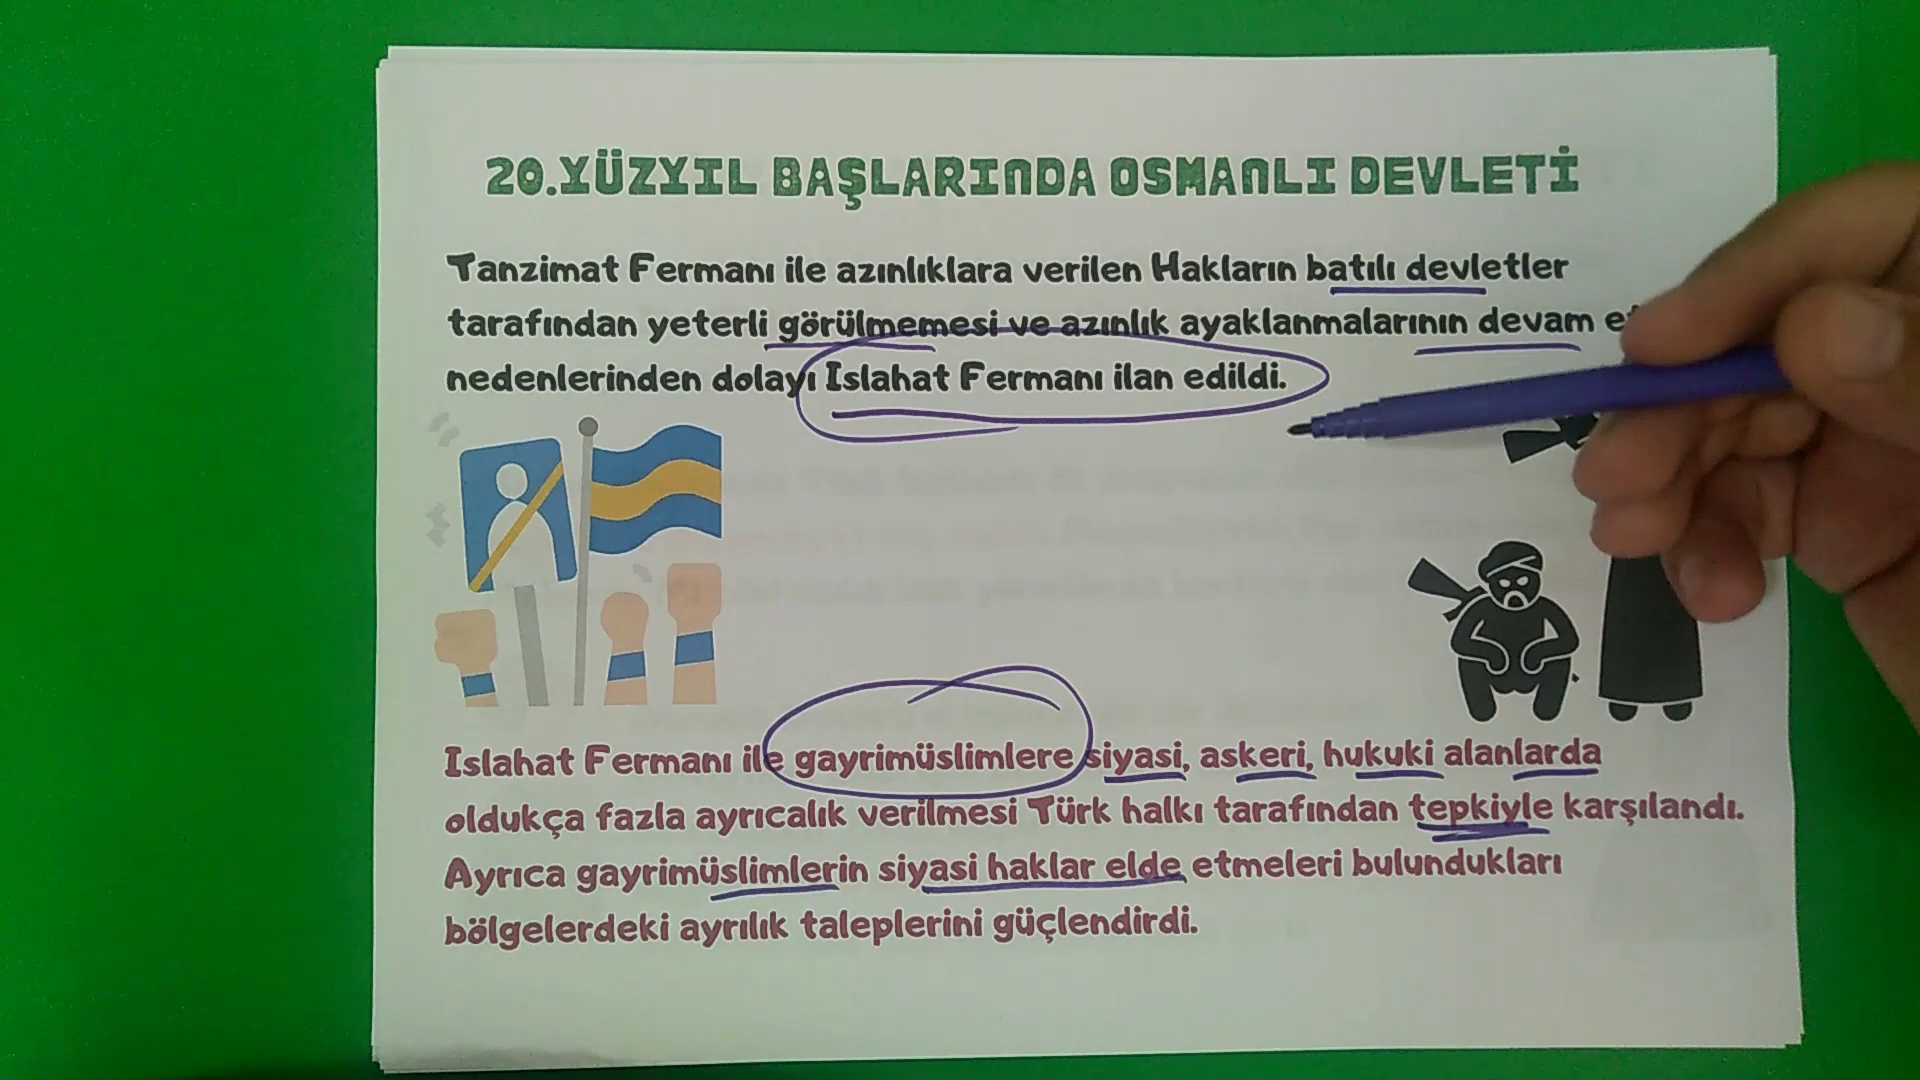 20.YÜZYIL BAŞLARINDA OSMANLI DEVLETİ
Tanzimat Fermanı ile azınlıklara verilen Hakların batılı devletler
tarafından yeterli görülmemesi ve azınlık ayaklanmalarının devam
nedenlerinden dolayı Islahat Fermanı ilan edildi.
Islahat Fermanı ile gayrimüslimlere siyasi, askeri, hukuki alanlarda
oldukça fazla ayrıcalık verilmesi Türk halkı tarafından tepkiyle karşılandı.
Ayrıca gayrimüslimlerin siyasi haklar elde etmeleri bulundukları
bölgelerdeki ayrılık taleplerini güçlendirdi.